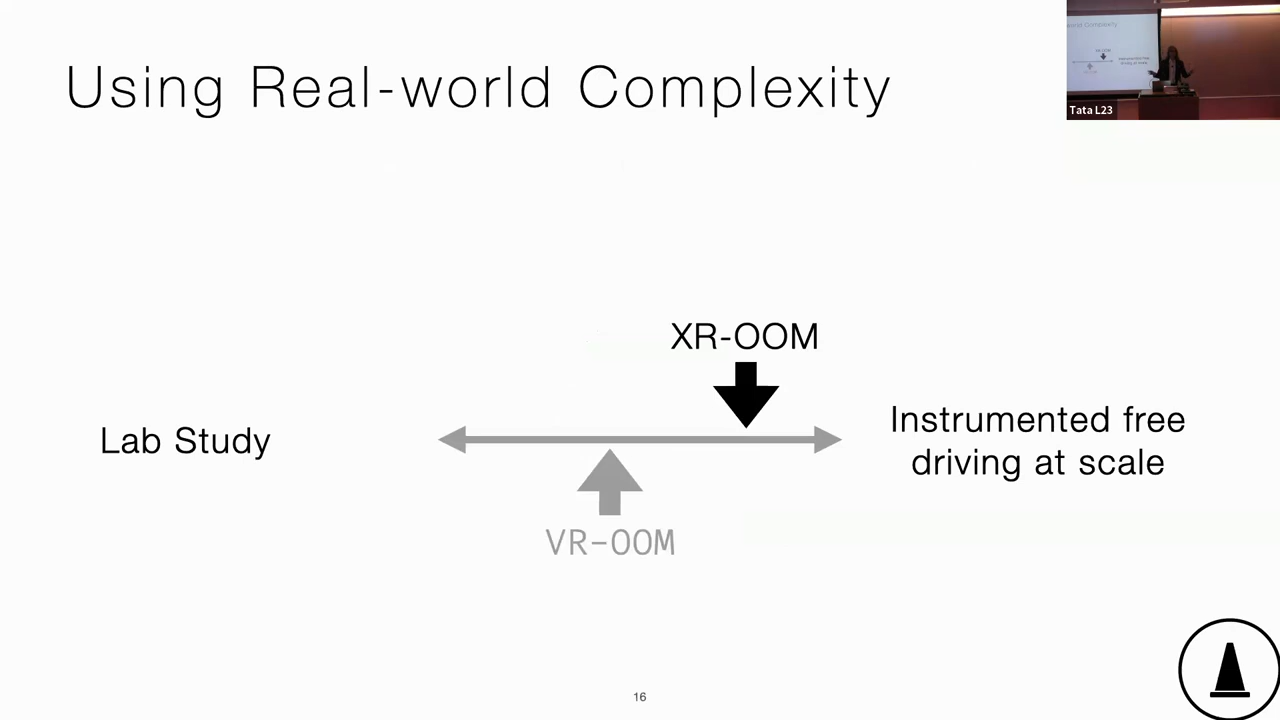 Using Real-world Complexity
Tata L23
XR-OOM
Lab Study
Instrumented free
driving at scale
VR-OOM
16